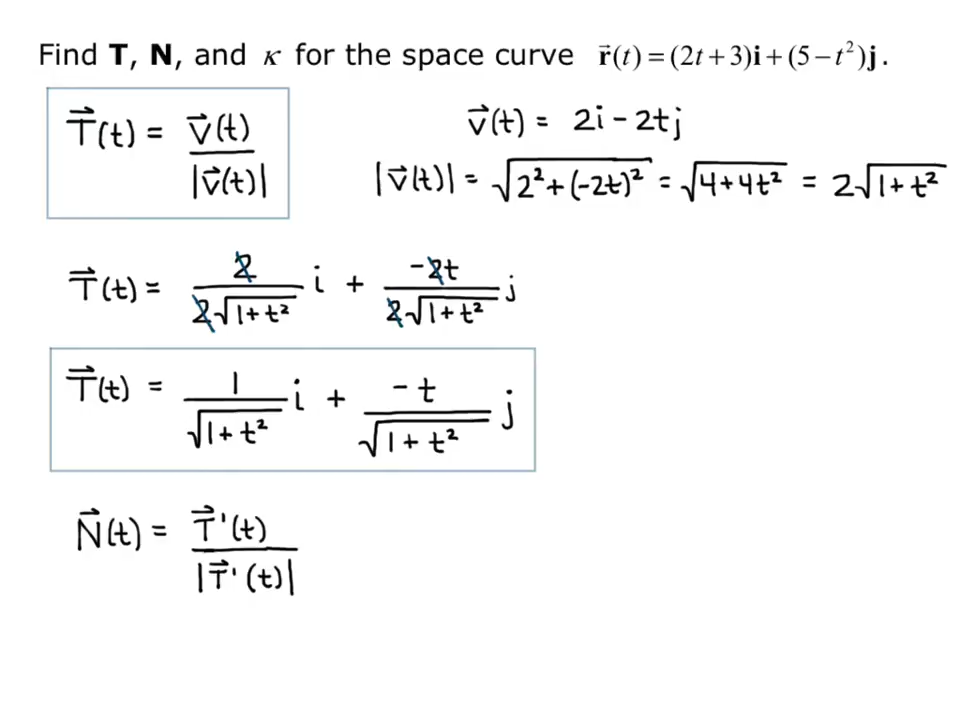 Find T, N, and κ for the space curve r⃗(t) = (2t + 3)i + (5 − t²)j.
T⃗(t) = v⃗(t) / |v⃗(t)|
v⃗(t) = 2i − 2tj
|v⃗(t)| = √(2² + (−2t)²) = √(4 + 4t²) = 2√(1 + t²)
T⃗(t) = 2 / (2√(1 + t²)) i + −2t / (2√(1 + t²)) j
T⃗(t) = 1 / √(1 + t²) i + −t / √(1 + t²) j
N⃗(t) = T⃗'(t) / |T⃗'(t)|